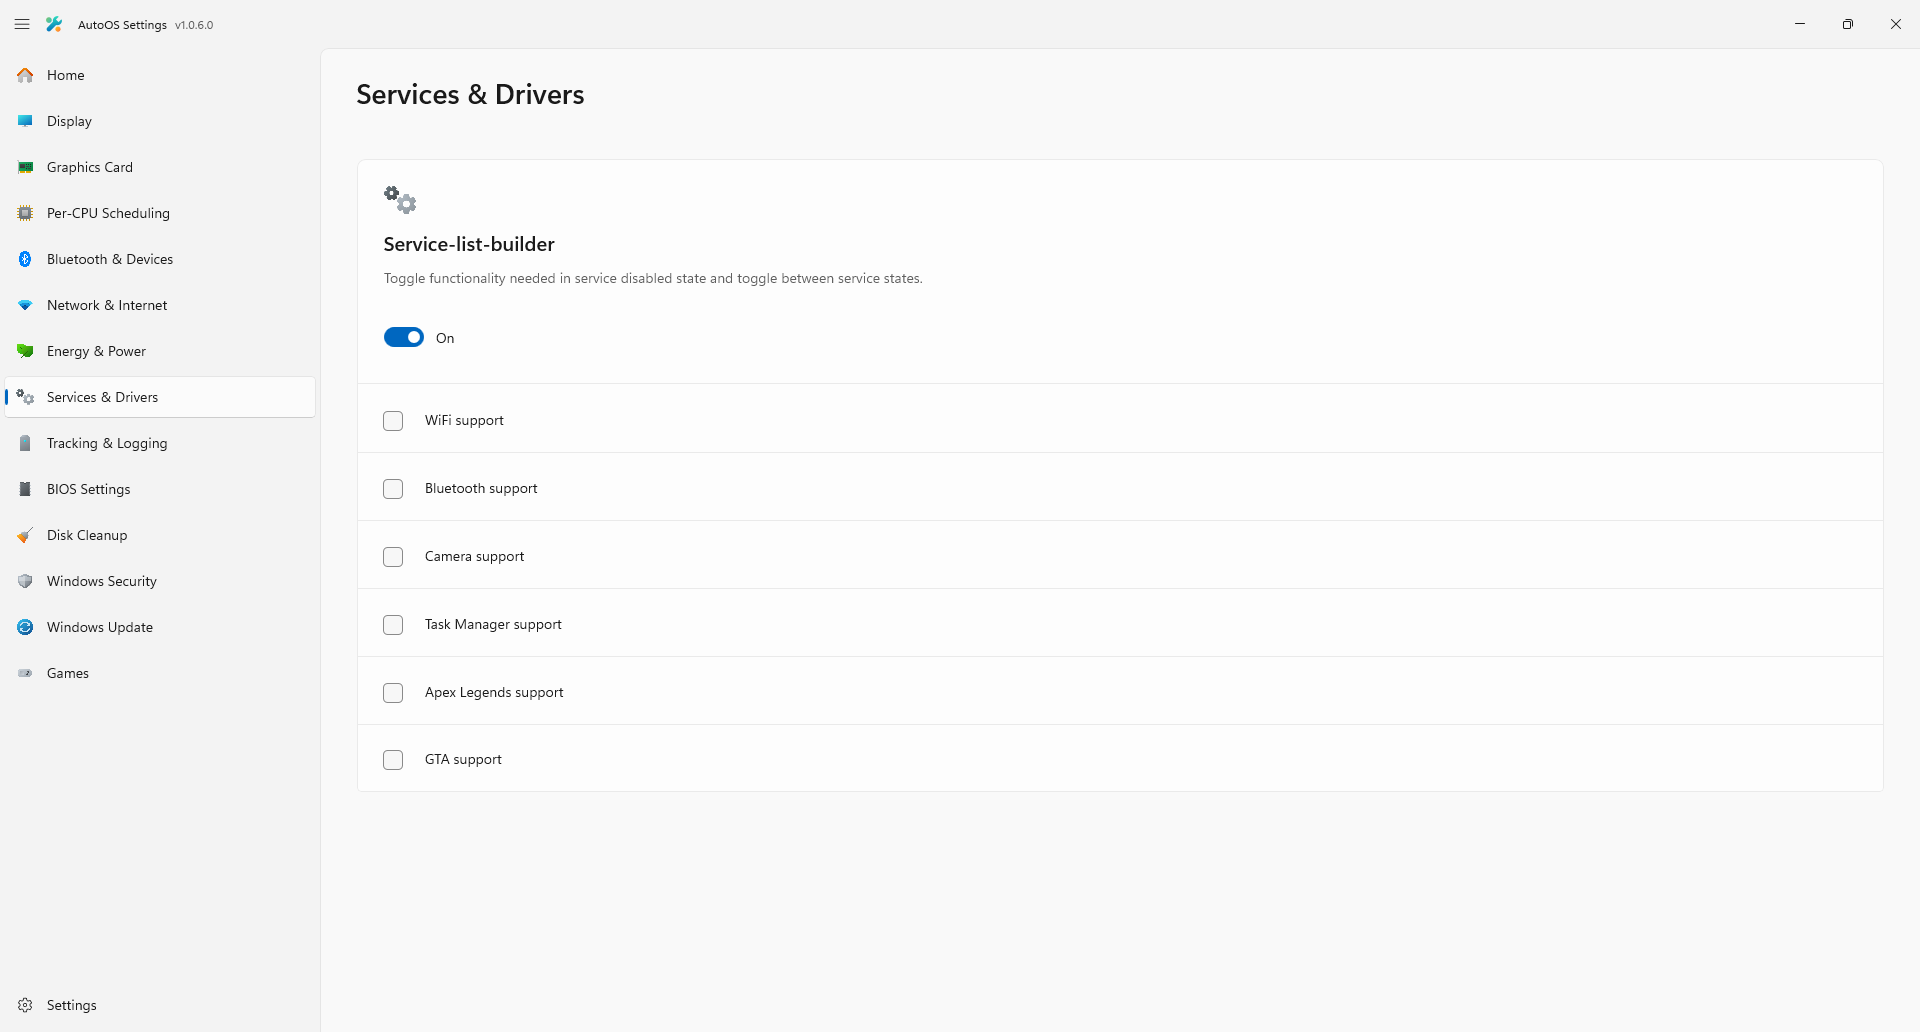 AutoOS Settings v1.0.6.0
Home
Display
Graphics Card
Per-CPU Scheduling
Bluetooth & Devices
Network & Internet
Energy & Power
Services & Drivers
Tracking & Logging
BIOS Settings
Disk Cleanup
Windows Security
Windows Update
Games
Settings
Services & Drivers
Service-list-builder
Toggle functionality needed in service disabled state and toggle between service states.
On
WiFi support
Bluetooth support
Camera support
Task Manager support
Apex Legends support
GTA support